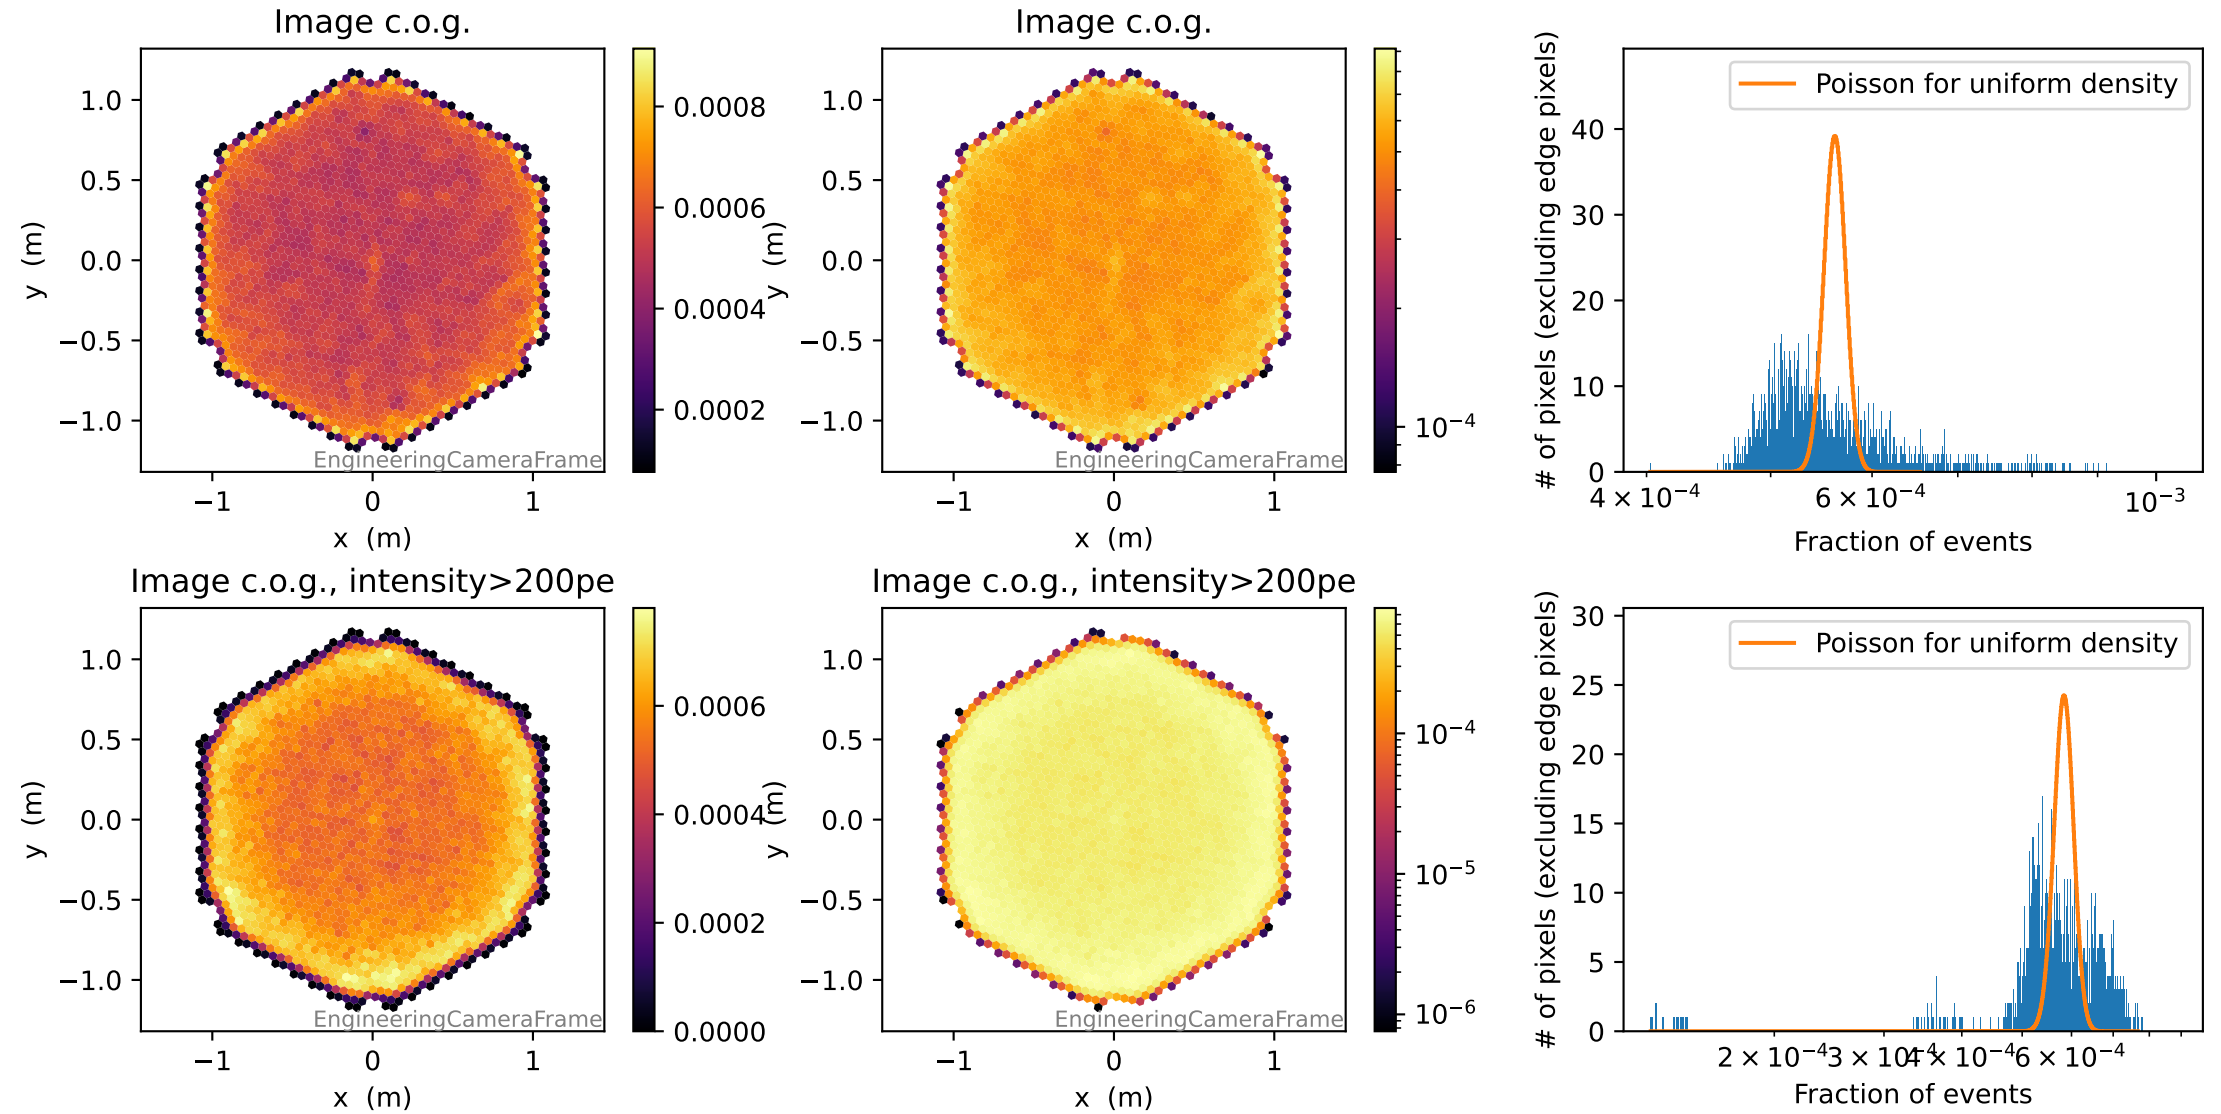 Image c.o.g.
1.0
0.5
0.0
−0.5
−1.0
y (m)
−1
0
1
x (m)
EngineeringCameraFrame
0.0008
0.0006
0.0004
0.0002
Image c.o.g.
1.0
0.5
0.0
−0.5
−1.0
y (m)
−1
0
1
x (m)
EngineeringCameraFrame
10⁻⁴
# of pixels (excluding edge pixels)
40
30
20
10
0
Poisson for uniform density
4 × 10⁻⁴
6 × 10⁻⁴
10⁻³
Fraction of events
Image c.o.g., intensity>200pe
1.0
0.5
0.0
−0.5
−1.0
y (m)
−1
0
1
x (m)
EngineeringCameraFrame
0.0006
0.0004
0.0002
0.0000
Image c.o.g., intensity>200pe
1.0
0.5
0.0
−0.5
−1.0
y (m)
−1
0
1
x (m)
EngineeringCameraFrame
10⁻⁴
10⁻⁵
10⁻⁶
# of pixels (excluding edge pixels)
30
25
20
15
10
5
0
Poisson for uniform density
2 × 10⁻⁴
3 × 10⁻⁴
4 × 10⁻⁴
6 × 10⁻⁴
Fraction of events